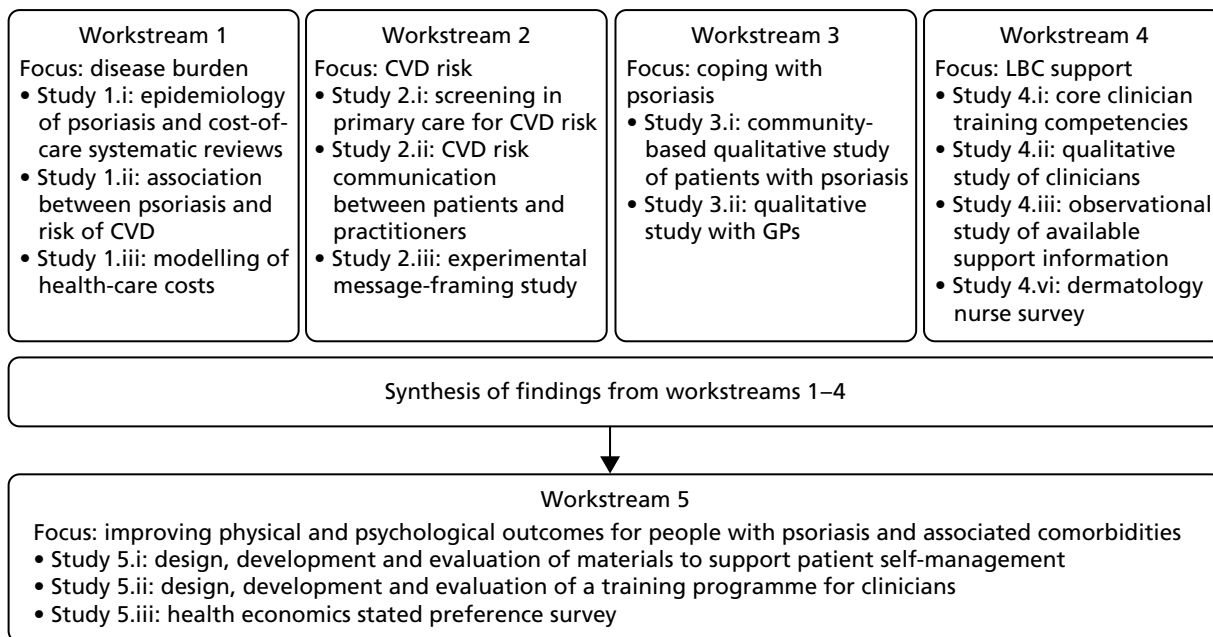 Workstream 1
Focus: disease burden
• Study 1.i: epidemiology
of psoriasis and cost-of-
care systematic reviews
• Study 1.ii: association
between psoriasis and
risk of CVD
• Study 1.iii: modelling of
health-care costs
Workstream 2
Focus: CVD risk
• Study 2.i: screening in
primary care for CVD risk
• Study 2.ii: CVD risk
communication
between patients and
practitioners
• Study 2.iii: experimental
message-framing study
Workstream 3
Focus: coping with
psoriasis
• Study 3.i: community-
based qualitative study
of patients with psoriasis
• Study 3.ii: qualitative
study with GPs
Workstream 4
Focus: LBC support
• Study 4.i: core clinician
training competencies
• Study 4.ii: qualitative
study of clinicians
• Study 4.iii: observational
study of available
support information
• Study 4.vi: dermatology
nurse survey
Synthesis of findings from workstreams 1–4
Workstream 5
Focus: improving physical and psychological outcomes for people with psoriasis and associated comorbidities
• Study 5.i: design, development and evaluation of materials to support patient self-management
• Study 5.ii: design, development and evaluation of a training programme for clinicians
• Study 5.iii: health economics stated preference survey